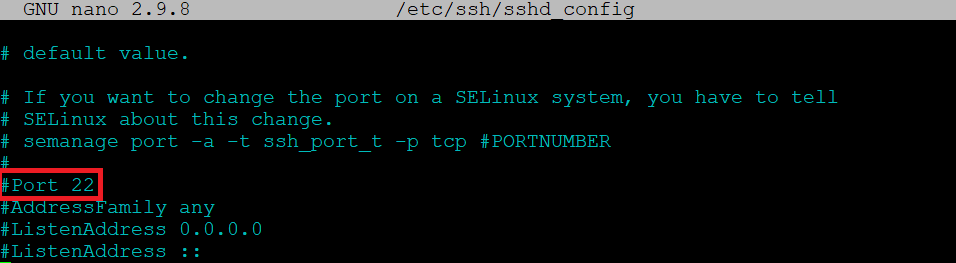 GNU nano 2.9.8 /etc/ssh/sshd_config
# default value.
# If you want to change the port on a SELinux system, you have to tell
# SELinux about this change.
# semanage port -a -t ssh_port_t -p tcp #PORTNUMBER
#
#Port 22
#AddressFamily any
#ListenAddress 0.0.0.0
#ListenAddress ::